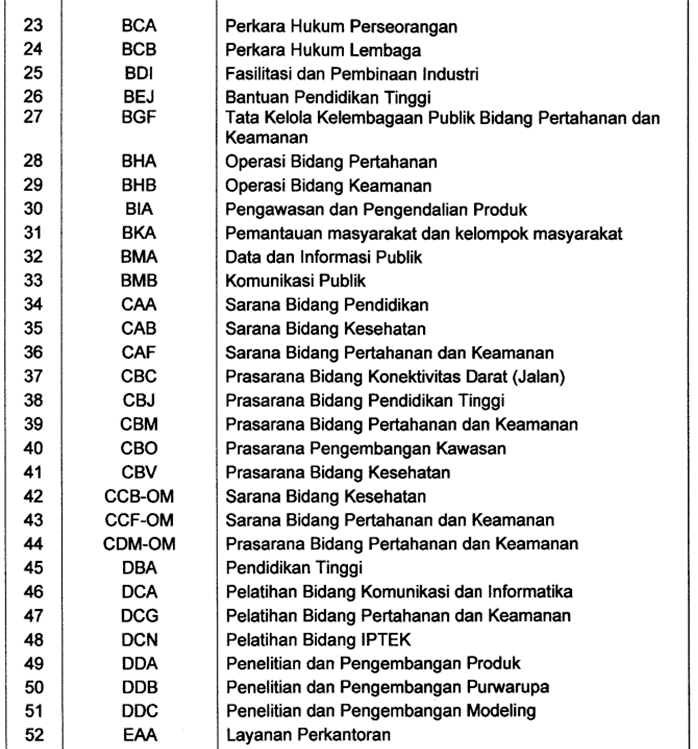 23 BCA Perkara Hukum Perseorangan
24 BCB Perkara Hukum Lembaga
25 BDI Fasilitasi dan Pembinaan Industri
26 BEJ Bantuan Pendidikan Tinggi
27 BGF Tata Kelola Kelembagaan Publik Bidang Pertahanan dan
Keamanan
28 BHA Operasi Bidang Pertahanan
29 BHB Operasi Bidang Keamanan
30 BIA Pengawasan dan Pengendalian Produk
31 BKA Pemantauan masyarakat dan kelompok masyarakat
32 BMA Data dan Informasi Publik
33 BMB Komunikasi Publik
34 CAA Sarana Bidang Pendidikan
35 CAB Sarana Bidang Kesehatan
36 CAF Sarana Bidang Pertahanan dan Keamanan
37 CBC Prasarana Bidang Konektivitas Darat (Jalan)
38 CBJ Prasarana Bidang Pendidikan Tinggi
39 CBM Prasarana Bidang Pertahanan dan Keamanan
40 CBO Prasarana Pengembangan Kawasan
41 CBV Prasarana Bidang Kesehatan
42 CCB-OM Sarana Bidang Kesehatan
43 CCF-OM Sarana Bidang Pertahanan dan Keamanan
44 CDM-OM Prasarana Bidang Pertahanan dan Keamanan
45 DBA Pendidikan Tinggi
46 DCA Pelatihan Bidang Komunikasi dan Informatika
47 DCG Pelatihan Bidang Pertahanan dan Keamanan
48 DCN Pelatihan Bidang IPTEK
49 DDA Penelitian dan Pengembangan Produk
50 DDB Penelitian dan Pengembangan Purwarupa
51 DDC Penelitian dan Pengembangan Modeling
52 EAA Layanan Perkantoran